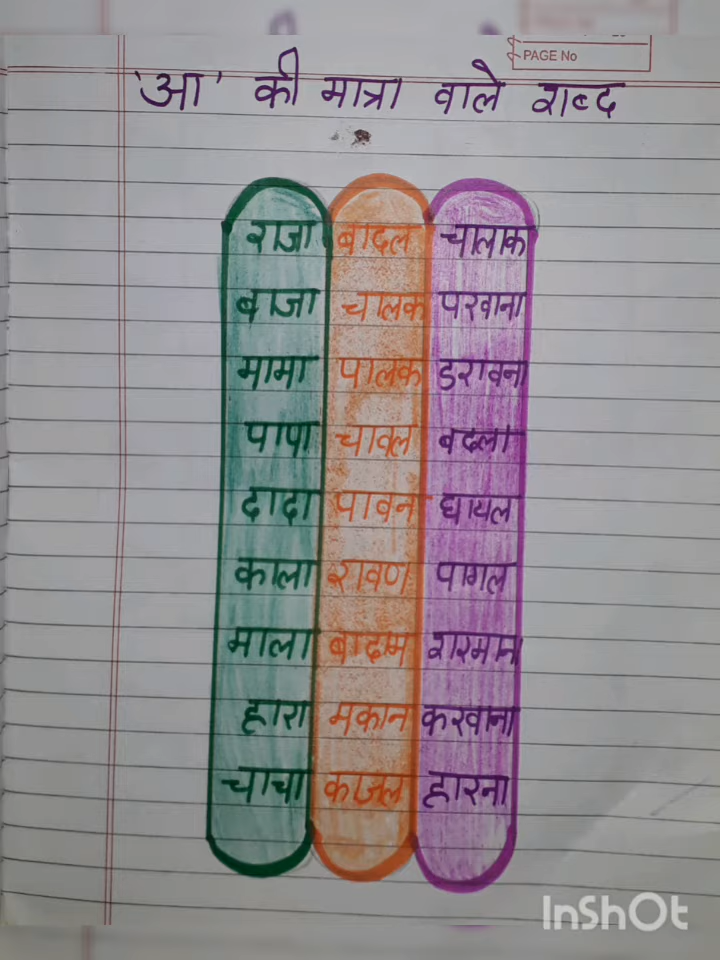 PAGE No
'आ' की मात्रा वाले शब्द
राजा बादल चालाक
बाजा चालक परवाना
मामा पालक डरावना
पापा चावल बदला
दादा पावन घायल
काला रावण पागल
माला बादाम शरमाना
हारा मकान करवाना
चाचा काजल हारना
InShOt